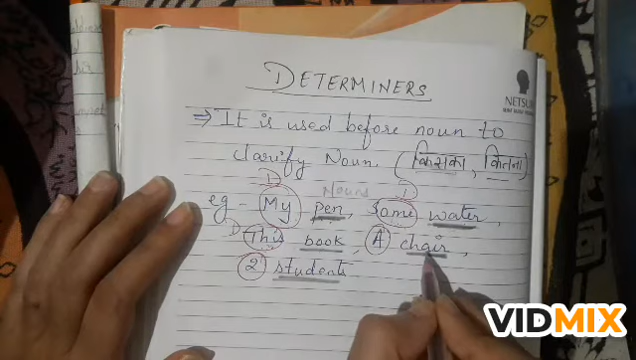 DETERMINERS
NETSUN
⇒ It is used before noun to
clarify Noun (किसका, कितना)
D Nouns D
eg - My pen, Some water,
D This book, A chair,
2 students
VIDMIX